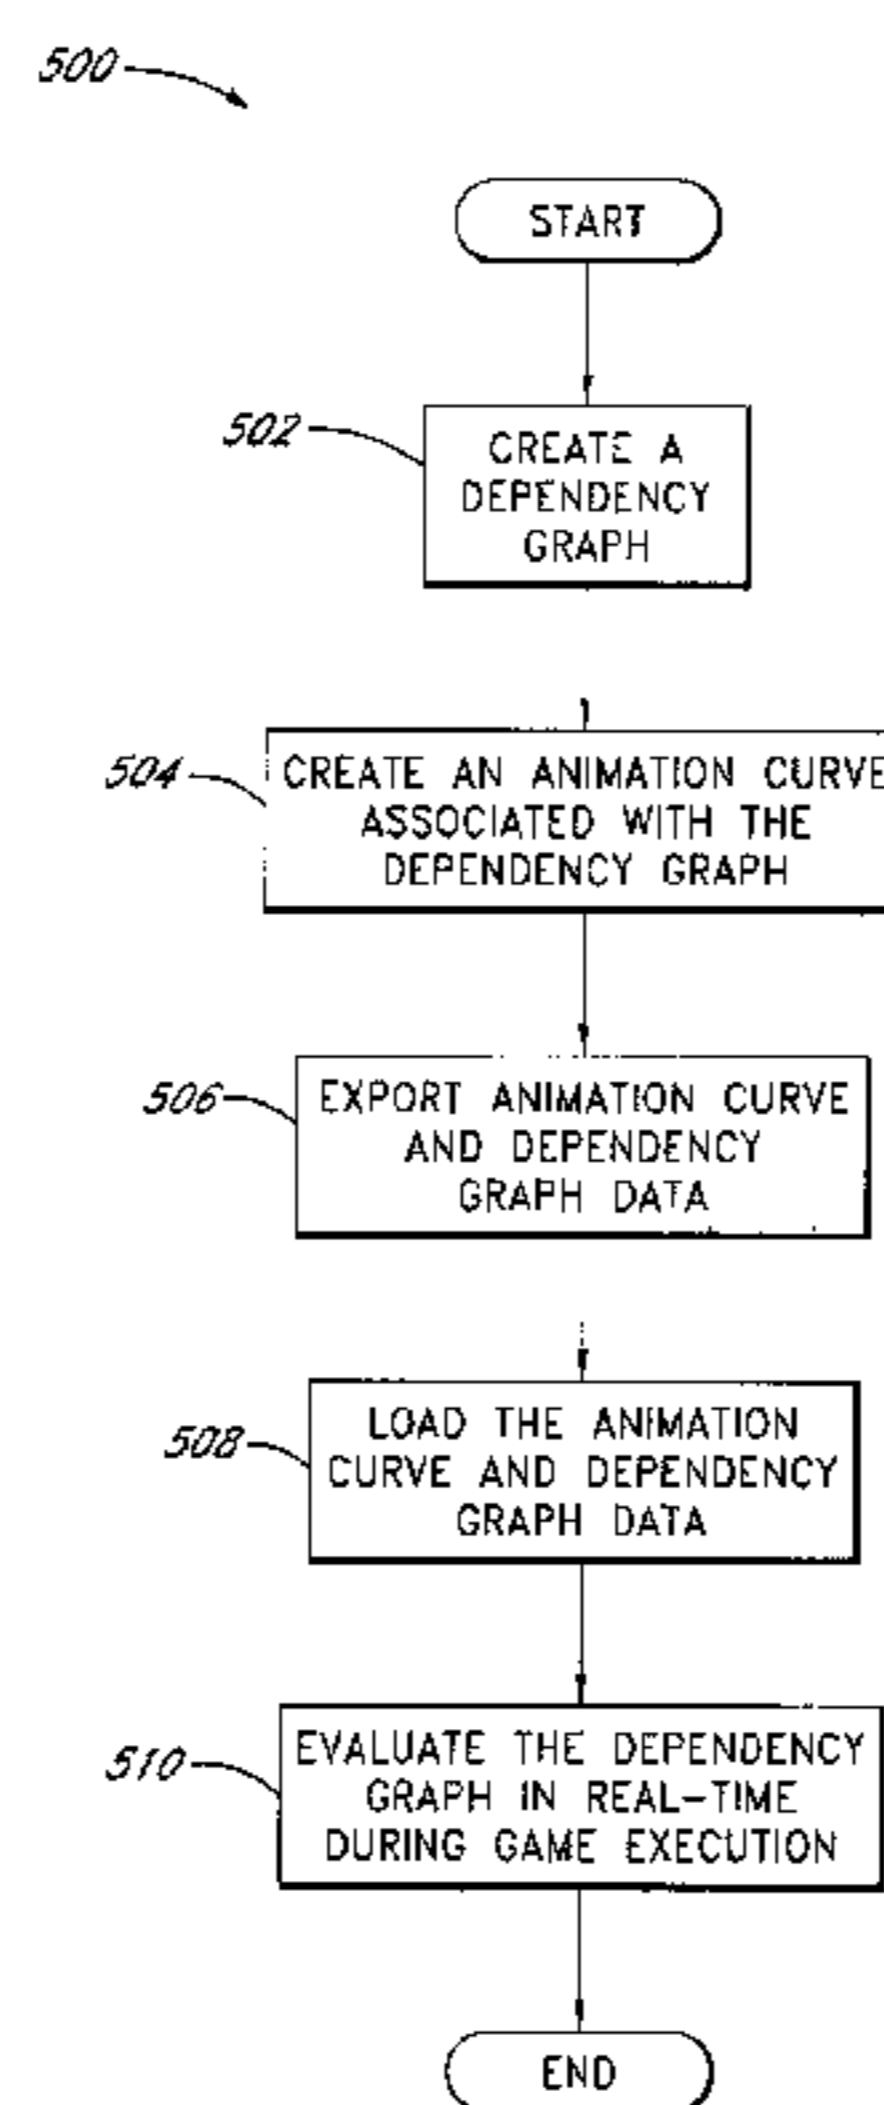 500
START
502
CREATE A
DEPENDENCY
GRAPH
504
CREATE AN ANIMATION CURVE
ASSOCIATED WITH THE
DEPENDENCY GRAPH
506
EXPORT ANIMATION CURVE
AND DEPENDENCY
GRAPH DATA
508
LOAD THE ANIMATION
CURVE AND DEPENDENCY
GRAPH DATA
510
EVALUATE THE DEPENDENCY
GRAPH IN REAL-TIME
DURING GAME EXECUTION
END